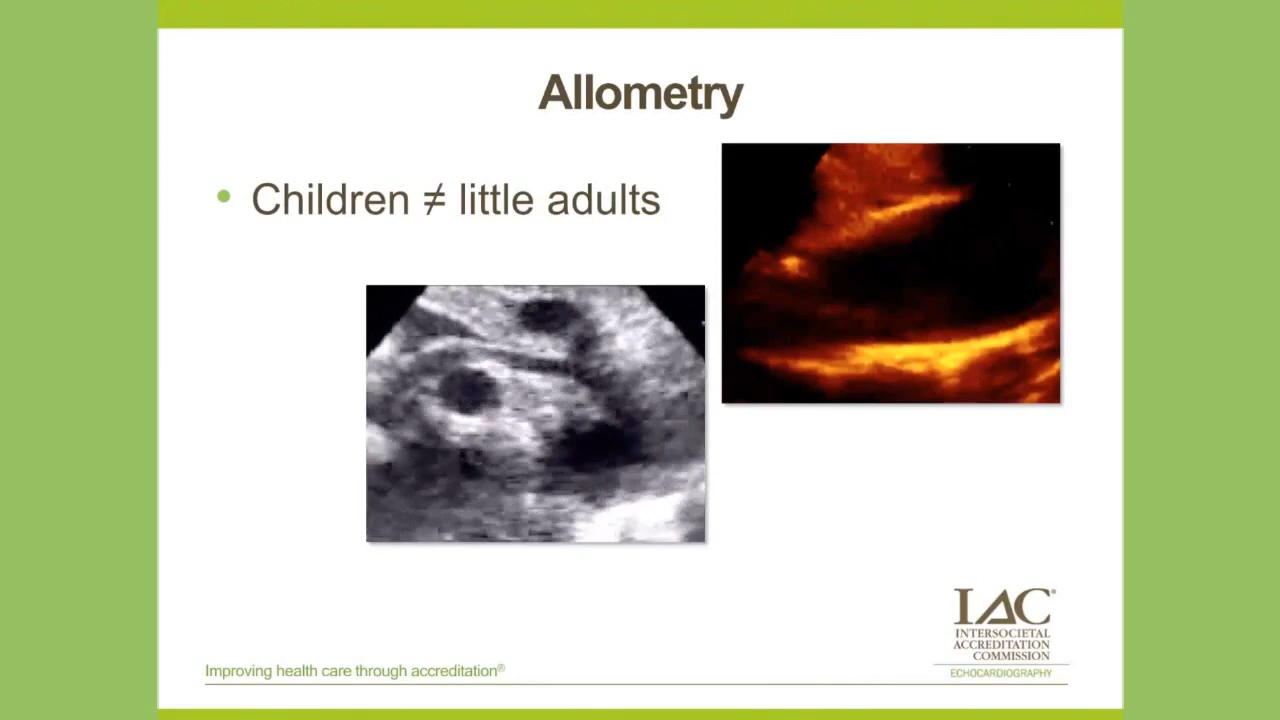 Allometry
• Children ≠ little adults
IAC®
INTERSOCIETAL
ACCREDITATION
COMMISSION
ECHOCARDIOGRAPHY
Improving health care through accreditation®